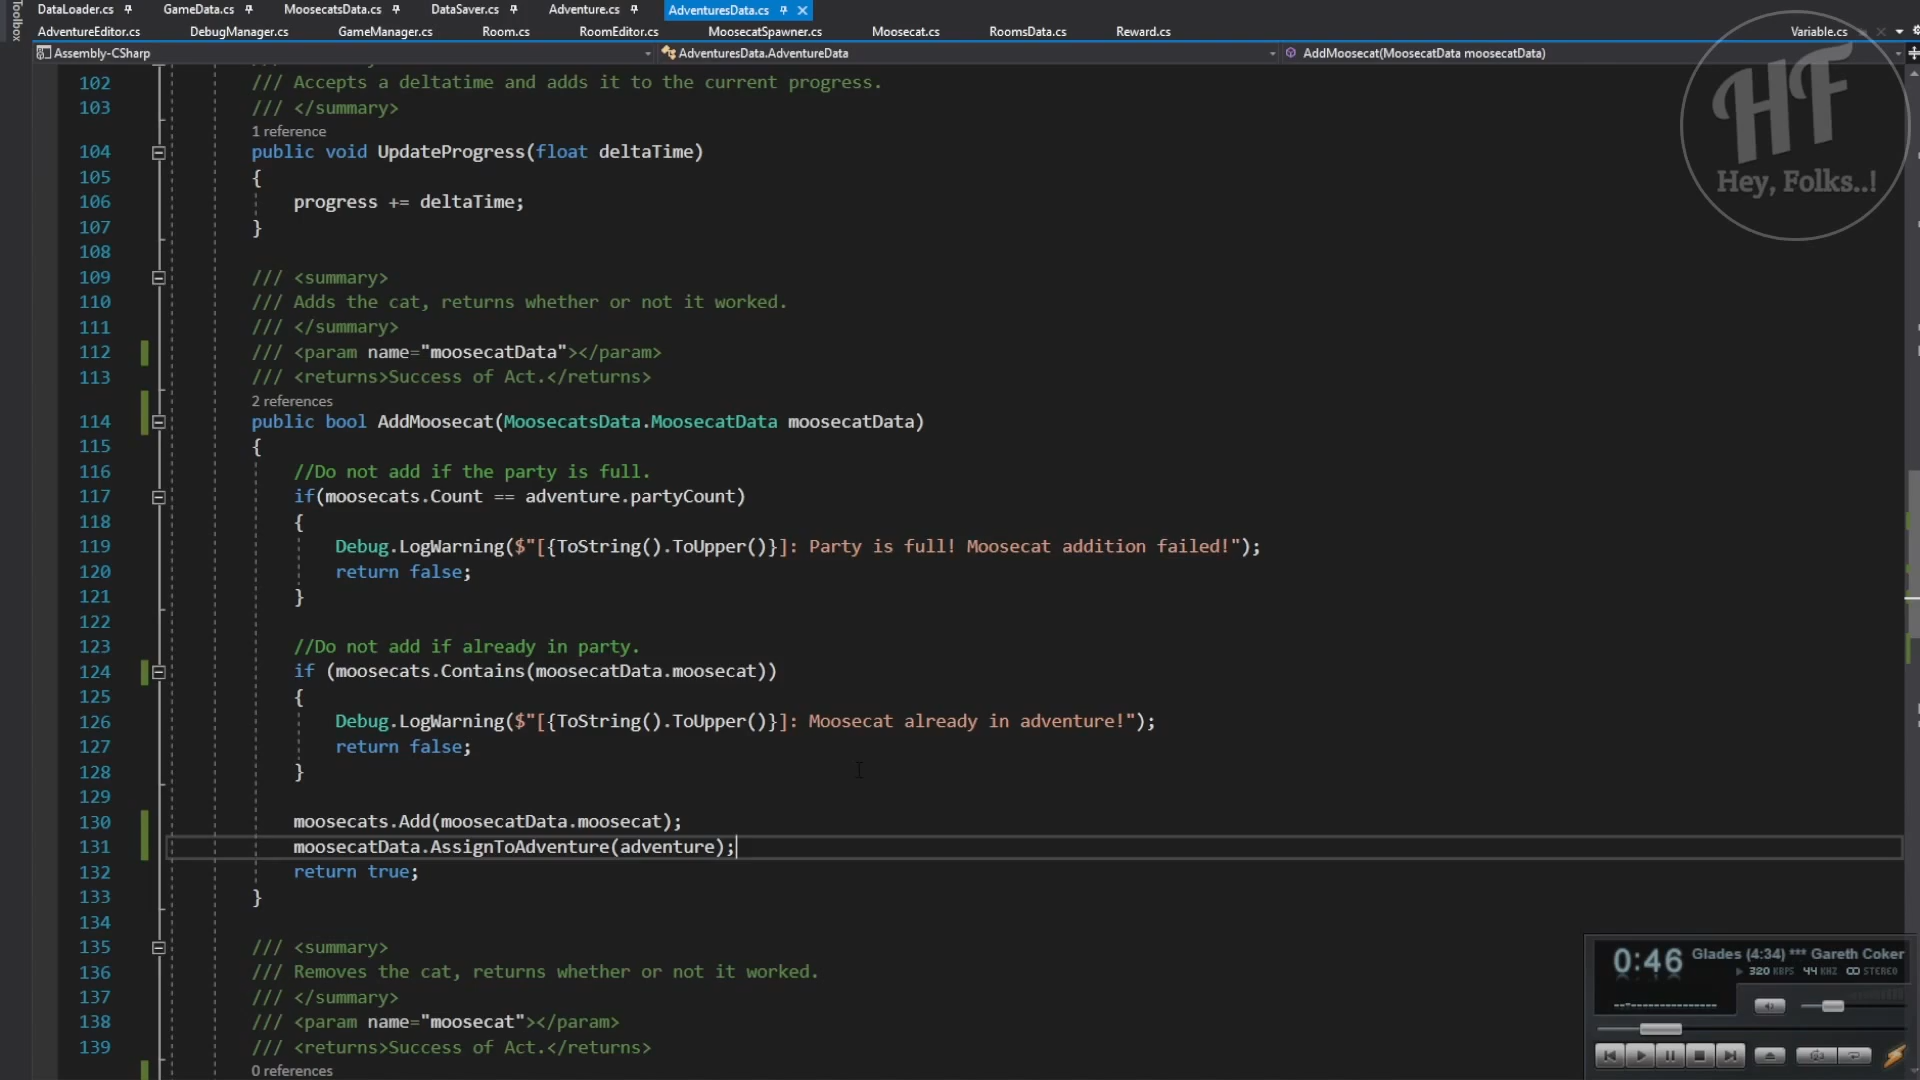 Toolbox
DataLoader.cs GameData.cs MoosecatsData.cs DataSaver.cs Adventure.cs AdventuresData.cs
AdventureEditor.cs DebugManager.cs GameManager.cs Room.cs RoomEditor.cs MoosecatSpawner.cs Moosecat.cs RoomsData.cs Reward.cs Variable.cs
Assembly-CSharp AdventuresData.AdventureData AddMoosecat(MoosecatData moosecatData)
HF
Hey, Folks..!
102 /// Accepts a deltatime and adds it to the current progress.
103 /// </summary>
1 reference
104 public void UpdateProgress(float deltaTime)
105 {
106 progress += deltaTime;
107 }
108
109 /// <summary>
110 /// Adds the cat, returns whether or not it worked.
111 /// </summary>
112 /// <param name="moosecatData"></param>
113 /// <returns>Success of Act.</returns>
2 references
114 public bool AddMoosecat(MoosecatsData.MoosecatData moosecatData)
115 {
116 //Do not add if the party is full.
117 if(moosecats.Count == adventure.partyCount)
118 {
119 Debug.LogWarning($"[{ToString().ToUpper()}]: Party is full! Moosecat addition failed!");
120 return false;
121 }
122
123 //Do not add if already in party.
124 if (moosecats.Contains(moosecatData.moosecat))
125 {
126 Debug.LogWarning($"[{ToString().ToUpper()}]: Moosecat already in adventure!");
127 return false;
128 }
129
130 moosecats.Add(moosecatData.moosecat);
131 moosecatData.AssignToAdventure(adventure);
132 return true;
133 }
134
135 /// <summary>
136 /// Removes the cat, returns whether or not it worked.
137 /// </summary>
138 /// <param name="moosecat"></param>
139 /// <returns>Success of Act.</returns>
0 references
0:46 Glades (4:34) *** Gareth Coker
320 KBPS 44 KHZ STEREO